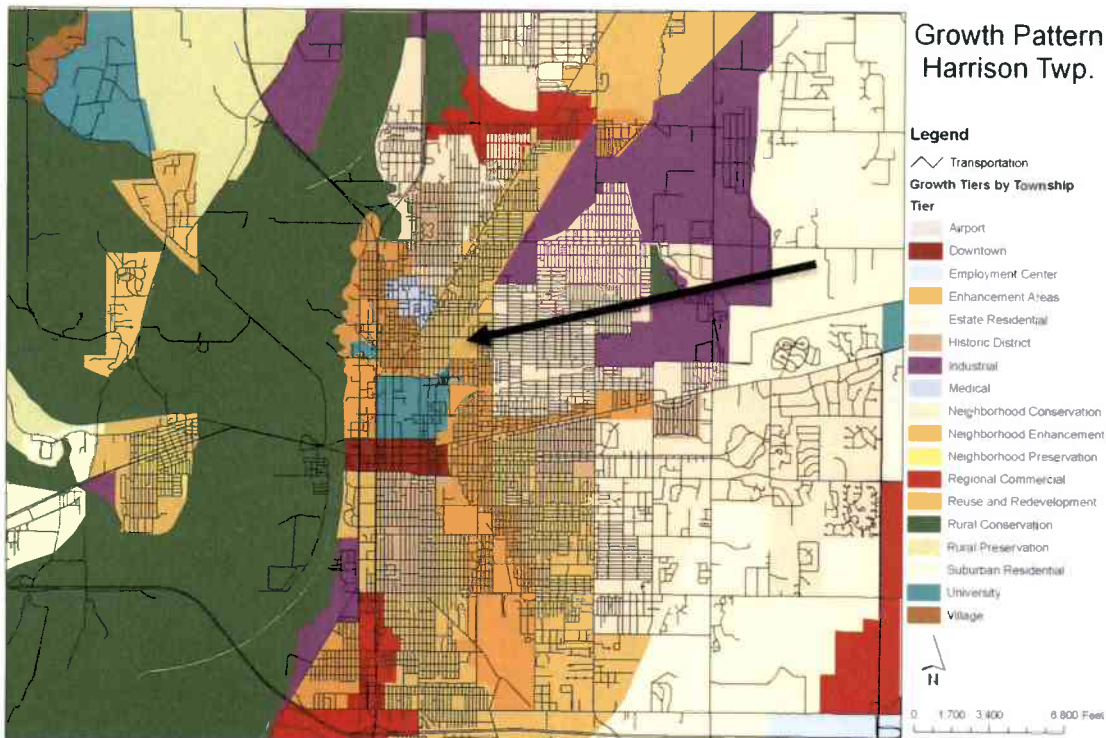 Growth Pattern
Harrison Twp.
Legend
Transportation
Growth Tiers by Township
Tier
Airport
Downtown
Employment Center
Enhancement Areas
Estate Residential
Historic District
Industrial
Medical
Neighborhood Conservation
Neighborhood Enhancement
Neighborhood Preservation
Regional Commercial
Reuse and Redevelopment
Rural Conservation
Rural Preservation
Suburban Residential
University
Village
N
0 1,700 3,400 6,800 Feet